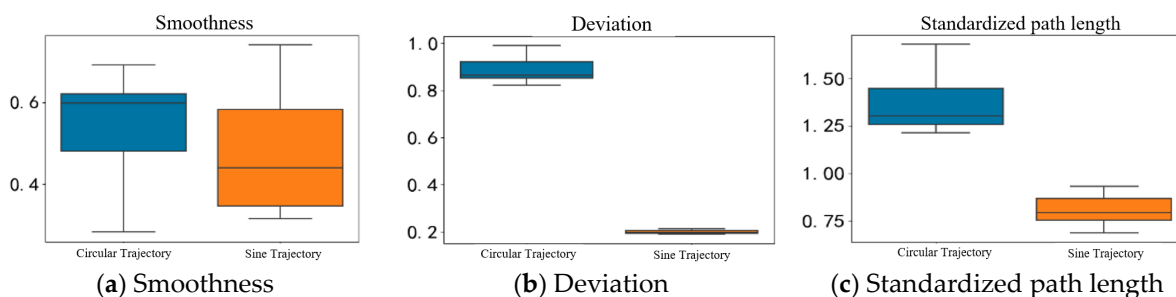 Smoothness
0.6
0.4
Circular Trajectory Sine Trajectory
(a) Smoothness
Deviation
1.0
0.8
0.6
0.4
0.2
Circular Trajectory Sine Trajectory
(b) Deviation
Standardized path length
1.50
1.25
1.00
0.75
Circular Trajectory Sine Trajectory
(c) Standardized path length